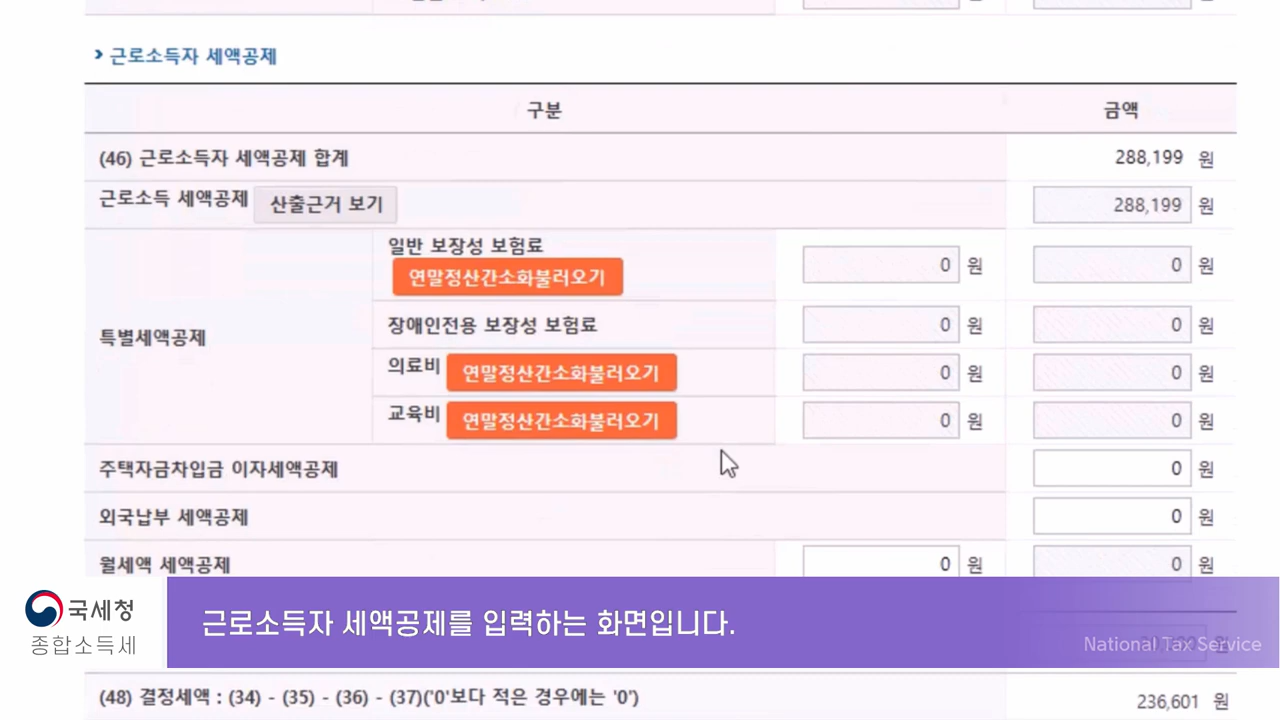 근로소득자 세액공제
구분 금액
(46) 근로소득자 세액공제 합계 288,199 원
근로소득 세액공제 산출근거 보기 288,199 원
특별세액공제
일반 보장성 보험료
연말정산간소화불러오기 0 원 0 원
장애인전용 보장성 보험료 0 원 0 원
의료비 연말정산간소화불러오기 0 원 0 원
교육비 연말정산간소화불러오기 0 원 0 원
주택자금차입금 이자세액공제 0 원
외국납부 세액공제 0 원
월세액 세액공제 0 원 0 원
국세청
종합소득세
근로소득자 세액공제를 입력하는 화면입니다.
National Tax Service
(48) 결정세액 : (34) - (35) - (36) - (37)('0'보다 적은 경우에는 '0') 236,601 원